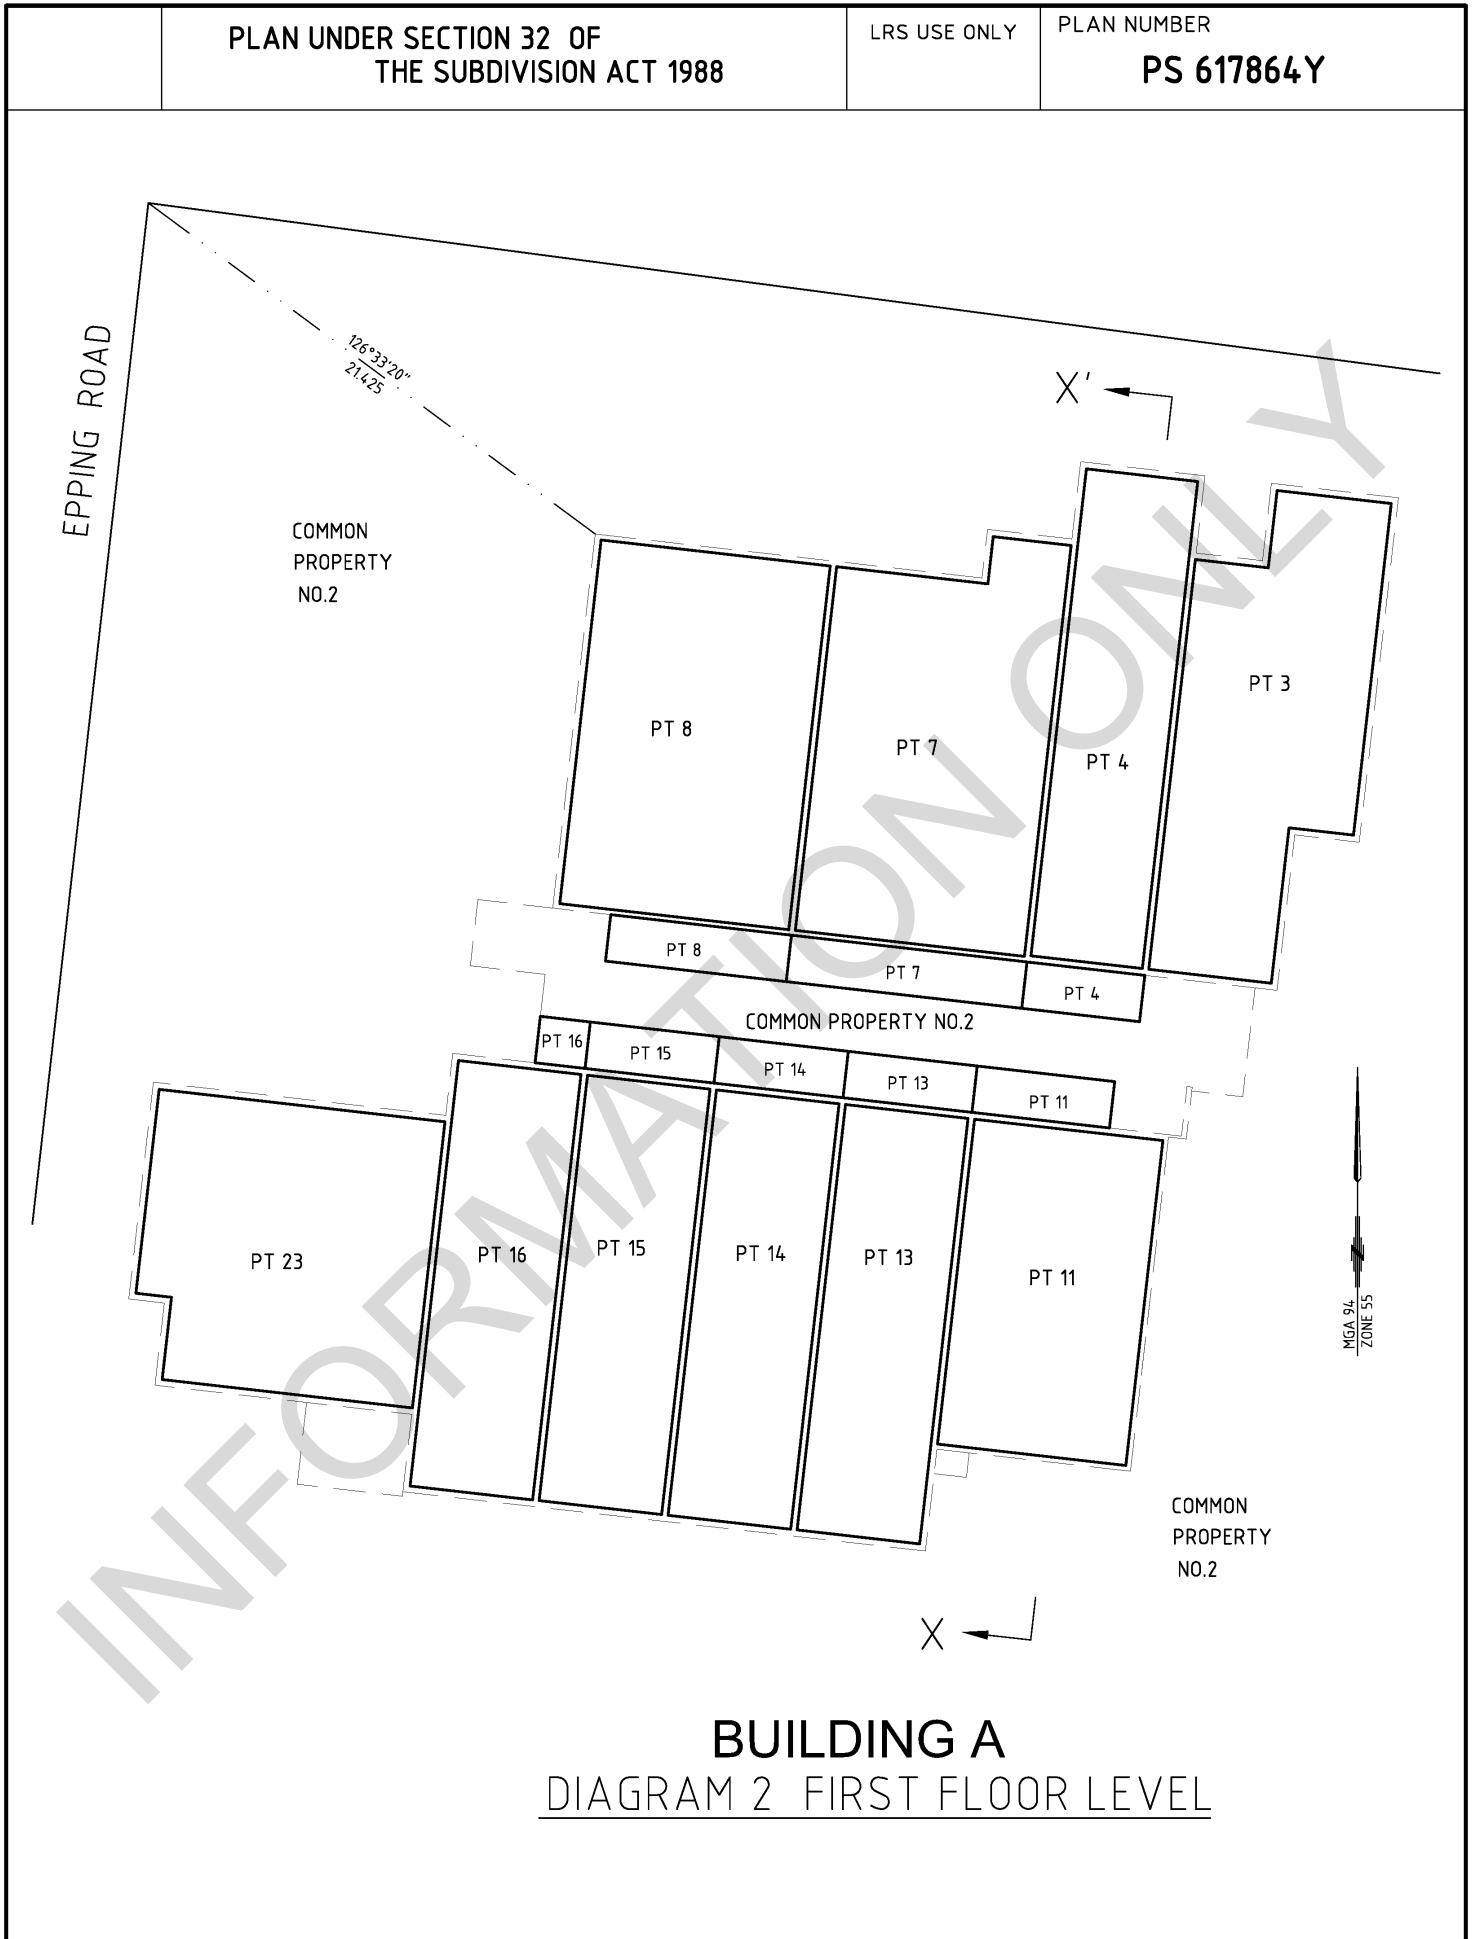 PLAN UNDER SECTION 32 OF
THE SUBDIVISION ACT 1988
LRS USE ONLY
PLAN NUMBER
PS 617864Y
EPPING ROAD
126°33'20"
21.425
X'
COMMON
PROPERTY
NO.2
PT 3
PT 8
PT 7
PT 4
PT 8
PT 7
PT 4
COMMON PROPERTY NO.2
PT 16
PT 15
PT 14
PT 13
PT 11
PT 23
PT 16
PT 15
PT 14
PT 13
PT 11
MGA 94
ZONE 55
COMMON
PROPERTY
NO.2
X
INFORMATION ONLY
BUILDING A
DIAGRAM 2 FIRST FLOOR LEVEL